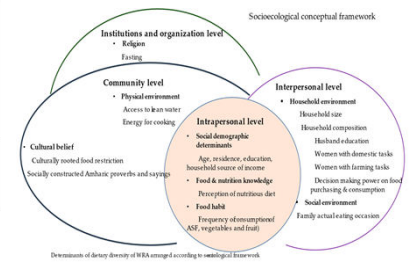 Socioecological conceptual framework
Institutions and organization level
• Religion
Fasting
Community level
• Physical environment
Access to lean water
Energy for cooking
• Cultural belief
Culturally rooted food restriction
Socially constructed Amharic proverbs and sayings
Intrapersonal level
• Social demographic
determinants
Age, residence, education,
household source of income
• Food & nutrition knowledge
Perception of nutritious diet
• Food habit
Frequency ofconsumptionof
ASF, vegetables and fruit)
Interpersonal level
• Household environment
Household size
Household composition
Husband education
Women with domestic tasks
Women with farming tasks
Decision making power on food
purchasing & consumption
• Social environment
Family actual eating occasion
Determinants of dietary diversity of WRA arranged according to framework